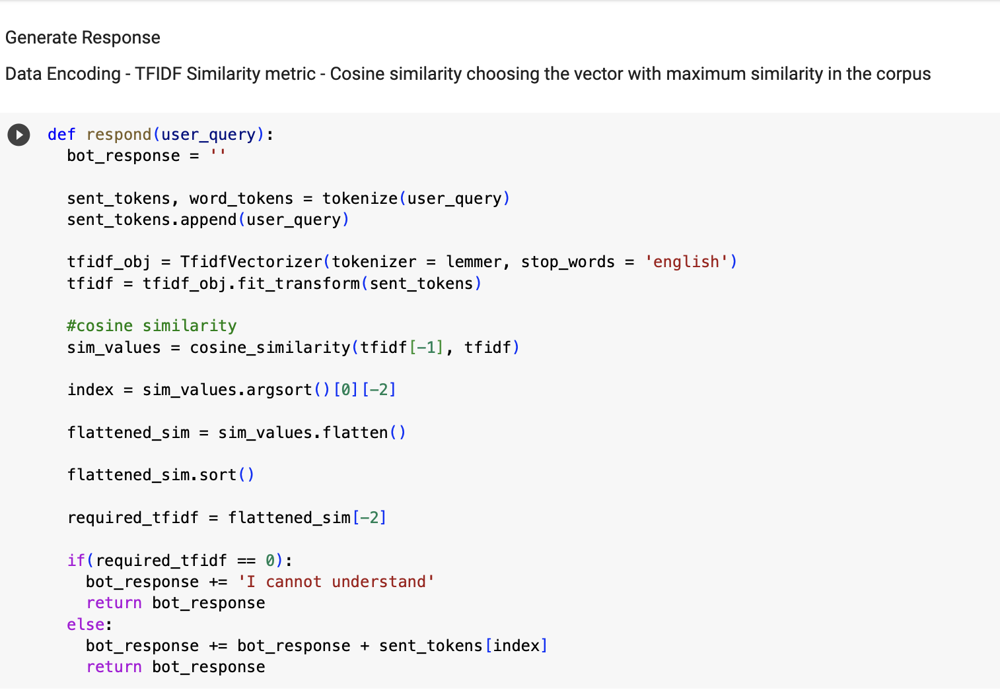 Generate Response
Data Encoding - TFIDF Similarity metric - Cosine similarity choosing the vector with maximum similarity in the corpus
def respond(user_query):
  bot_response = ''

  sent_tokens, word_tokens = tokenize(user_query)
  sent_tokens.append(user_query)

  tfidf_obj = TfidfVectorizer(tokenizer = lemmer, stop_words = 'english')
  tfidf = tfidf_obj.fit_transform(sent_tokens)

  #cosine similarity
  sim_values = cosine_similarity(tfidf[-1], tfidf)

  index = sim_values.argsort()[0][-2]

  flattened_sim = sim_values.flatten()

  flattened_sim.sort()

  required_tfidf = flattened_sim[-2]

  if(required_tfidf == 0):
    bot_response += 'I cannot understand'
    return bot_response
  else:
    bot_response += bot_response + sent_tokens[index]
    return bot_response